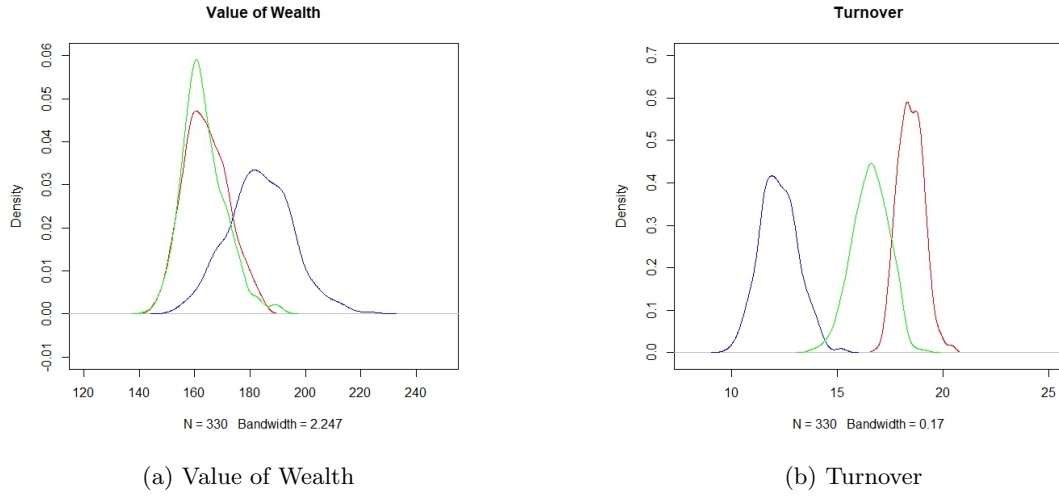 Value of Wealth
Density
-0.01 0.00 0.01 0.02 0.03 0.04 0.05 0.06
120 140 160 180 200 220 240
N = 330 Bandwidth = 2.247
(a) Value of Wealth
Turnover
Density
0.0 0.1 0.2 0.3 0.4 0.5 0.6 0.7
10 15 20 25
N = 330 Bandwidth = 0.17
(b) Turnover